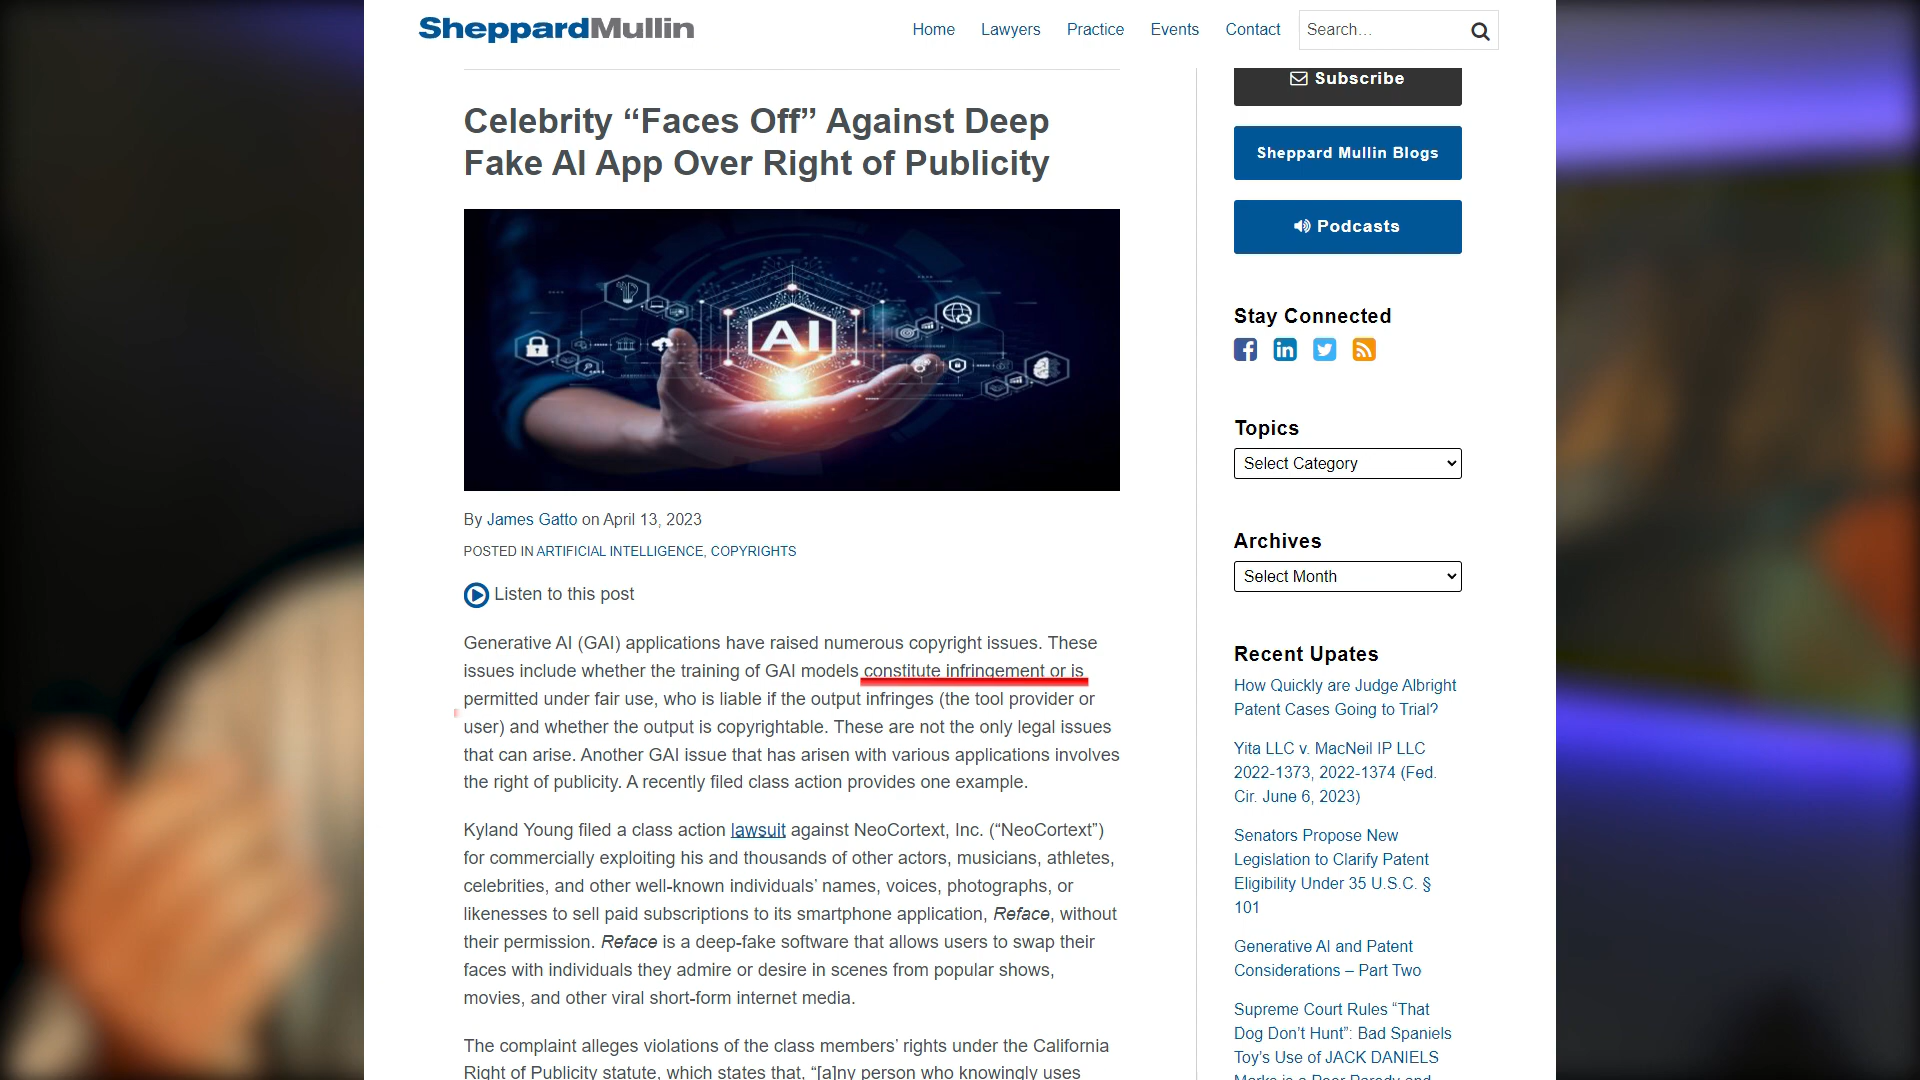 SheppardMullin
Home Lawyers Practice Events Contact Search...
Celebrity “Faces Off” Against Deep
Fake AI App Over Right of Publicity
AI
By James Gatto on April 13, 2023
POSTED IN ARTIFICIAL INTELLIGENCE, COPYRIGHTS
Listen to this post
Generative AI (GAI) applications have raised numerous copyright issues. These
issues include whether the training of GAI models constitute infringement or is
permitted under fair use, who is liable if the output infringes (the tool provider or
user) and whether the output is copyrightable. These are not the only legal issues
that can arise. Another GAI issue that has arisen with various applications involves
the right of publicity. A recently filed class action provides one example.
Kyland Young filed a class action lawsuit against NeoCortext, Inc. (“NeoCortext”)
for commercially exploiting his and thousands of other actors, musicians, athletes,
celebrities, and other well-known individuals’ names, voices, photographs, or
likenesses to sell paid subscriptions to its smartphone application, Reface, without
their permission. Reface is a deep-fake software that allows users to swap their
faces with individuals they admire or desire in scenes from popular shows,
movies, and other viral short-form internet media.
The complaint alleges violations of the class members’ rights under the California
Right of Publicity statute, which states that, “[a]ny person who knowingly uses
Subscribe
Sheppard Mullin Blogs
Podcasts
Stay Connected
Topics
Select Category
Archives
Select Month
Recent Upates
How Quickly are Judge Albright
Patent Cases Going to Trial?
Yita LLC v. MacNeil IP LLC
2022-1373, 2022-1374 (Fed.
Cir. June 6, 2023)
Senators Propose New
Legislation to Clarify Patent
Eligibility Under 35 U.S.C. §
101
Generative AI and Patent
Considerations – Part Two
Supreme Court Rules “That
Dog Don’t Hunt”: Bad Spaniels
Toy’s Use of JACK DANIELS